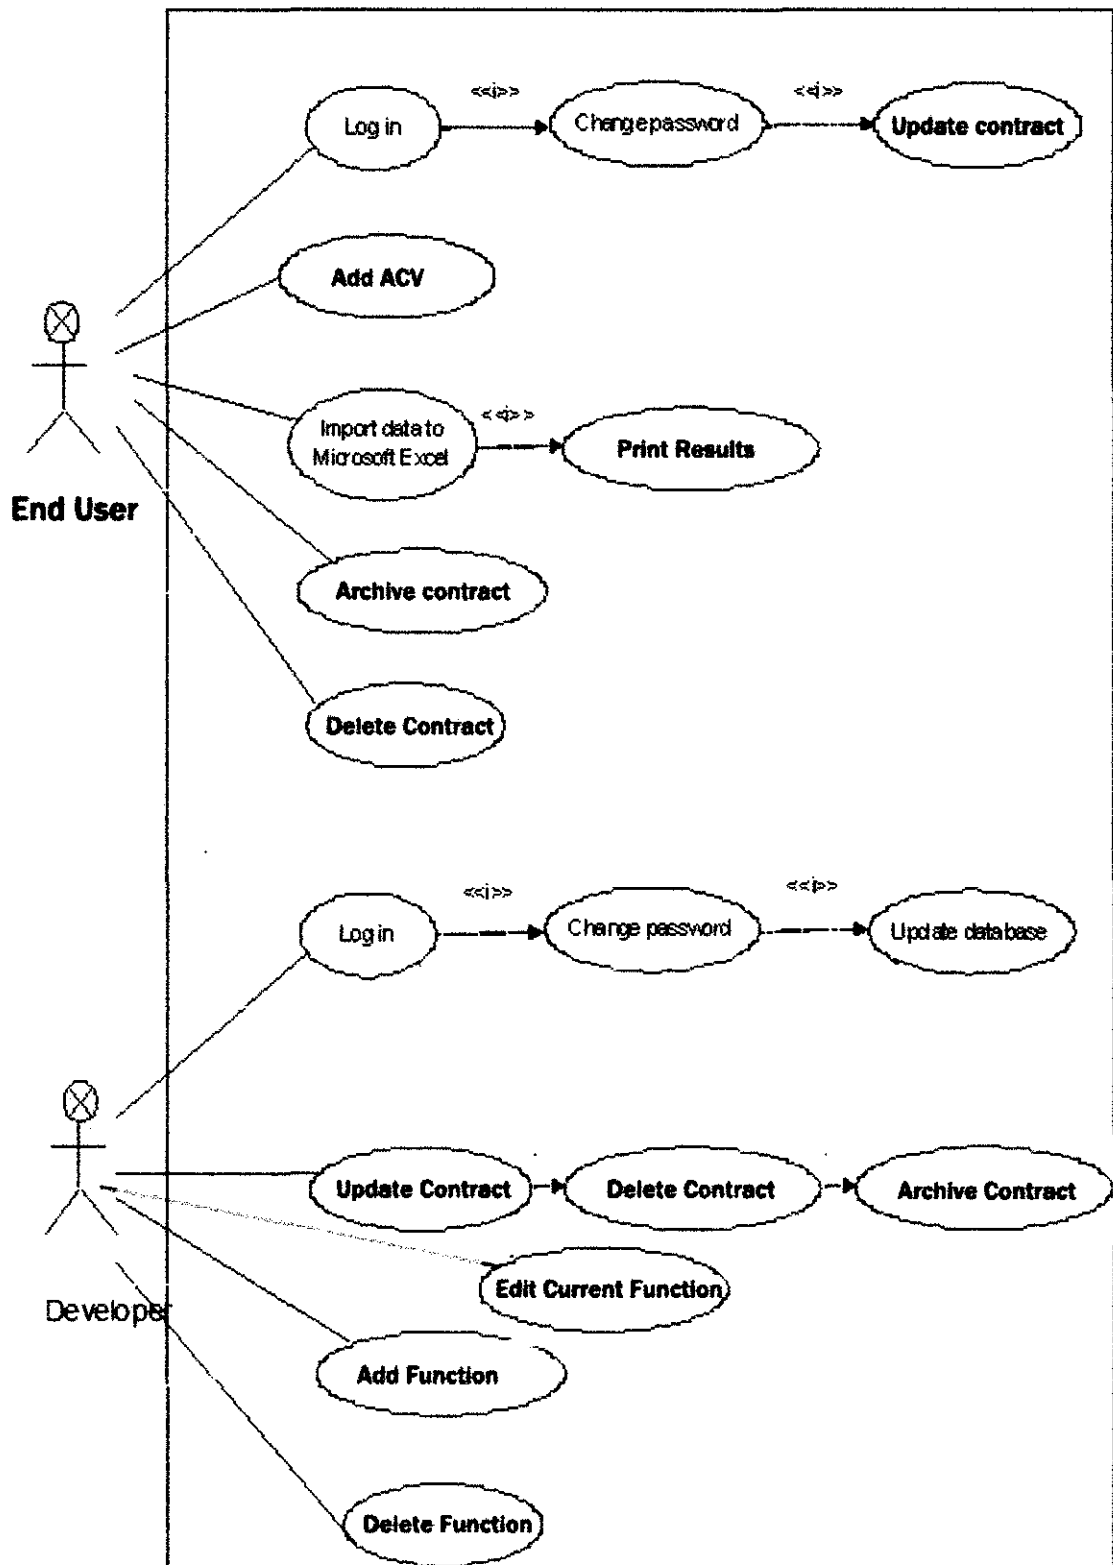 <<i>>
<<i>>
Log in
Change password
Update contract
Add ACV
Import data to
Microsoft Excel
<<i>>
Print Results
End User
Archive contract
Delete Contract
<<i>>
<<i>>
Log in
Change password
Update database
Update Contract
Delete Contract
Archive Contract
Edit Current Function
Developer
Add Function
Delete Function